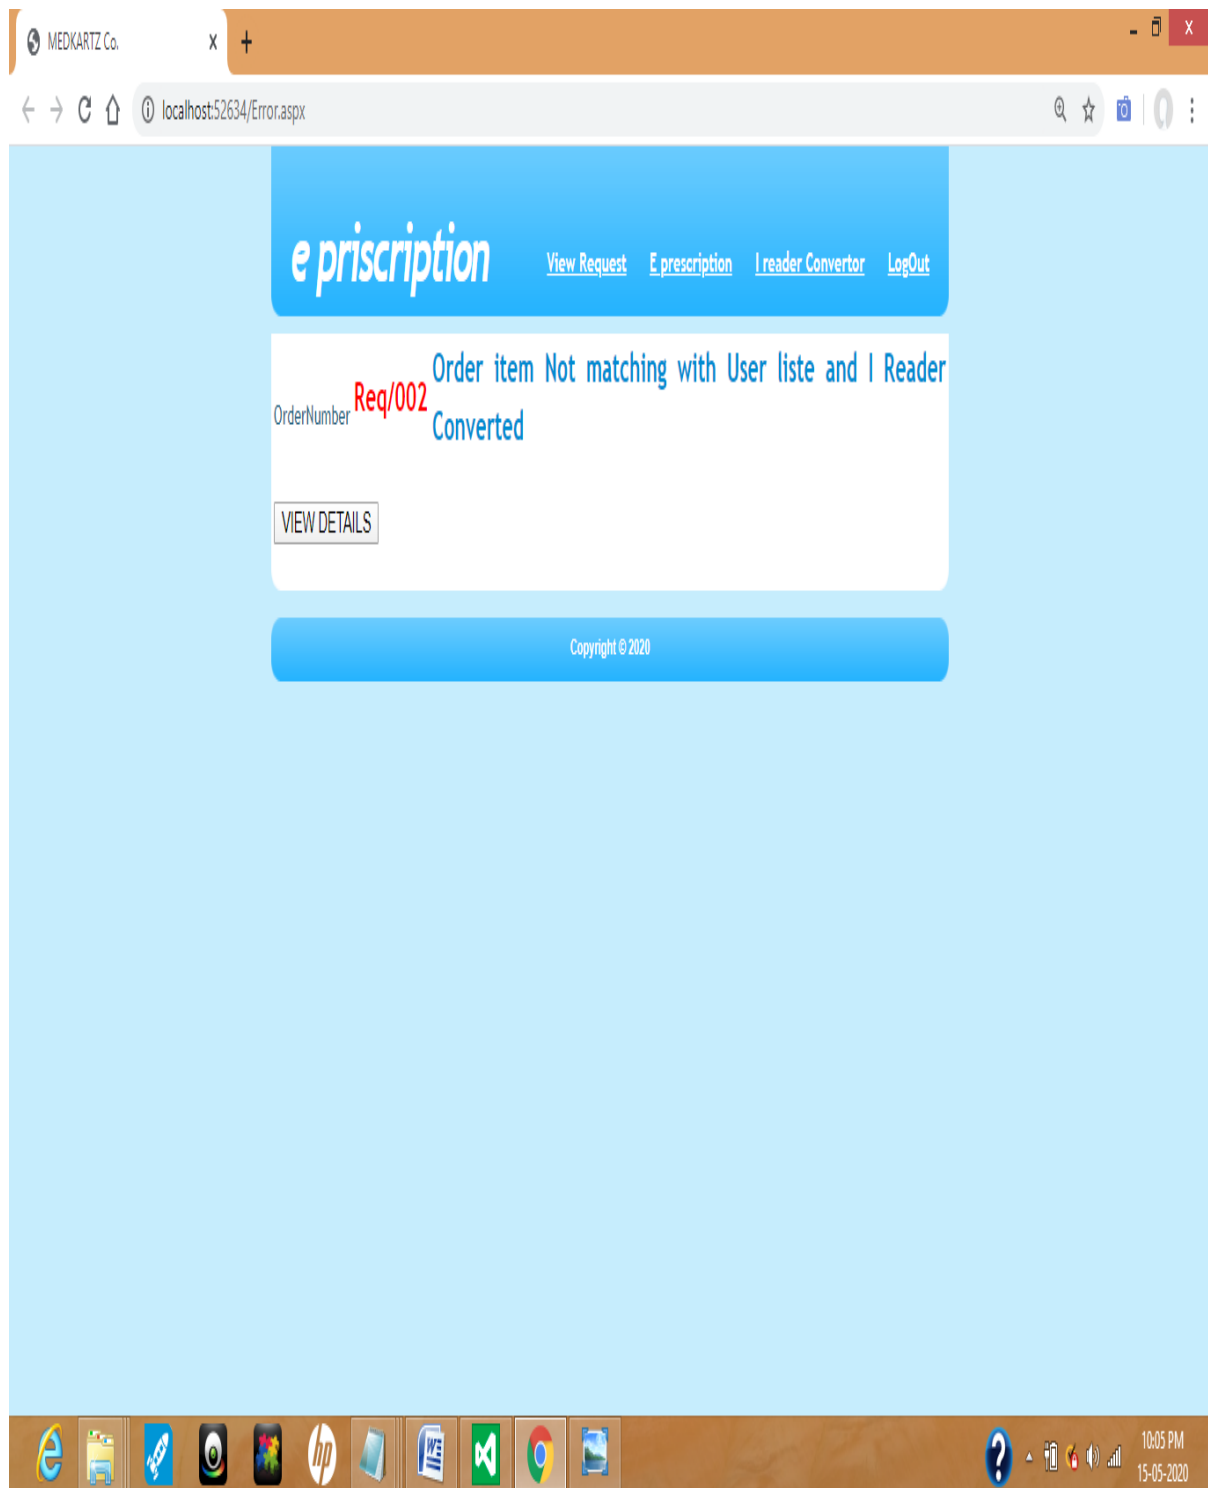 MEDKARTZ Co.
localhost:52634/Error.aspx
e priscription
View Request E prescription I reader Convertor LogOut
Order item Not matching with User liste and I Reader
OrderNumber Req/002
Converted
VIEW DETAILS
Copyright © 2020
10:05 PM
15-05-2020